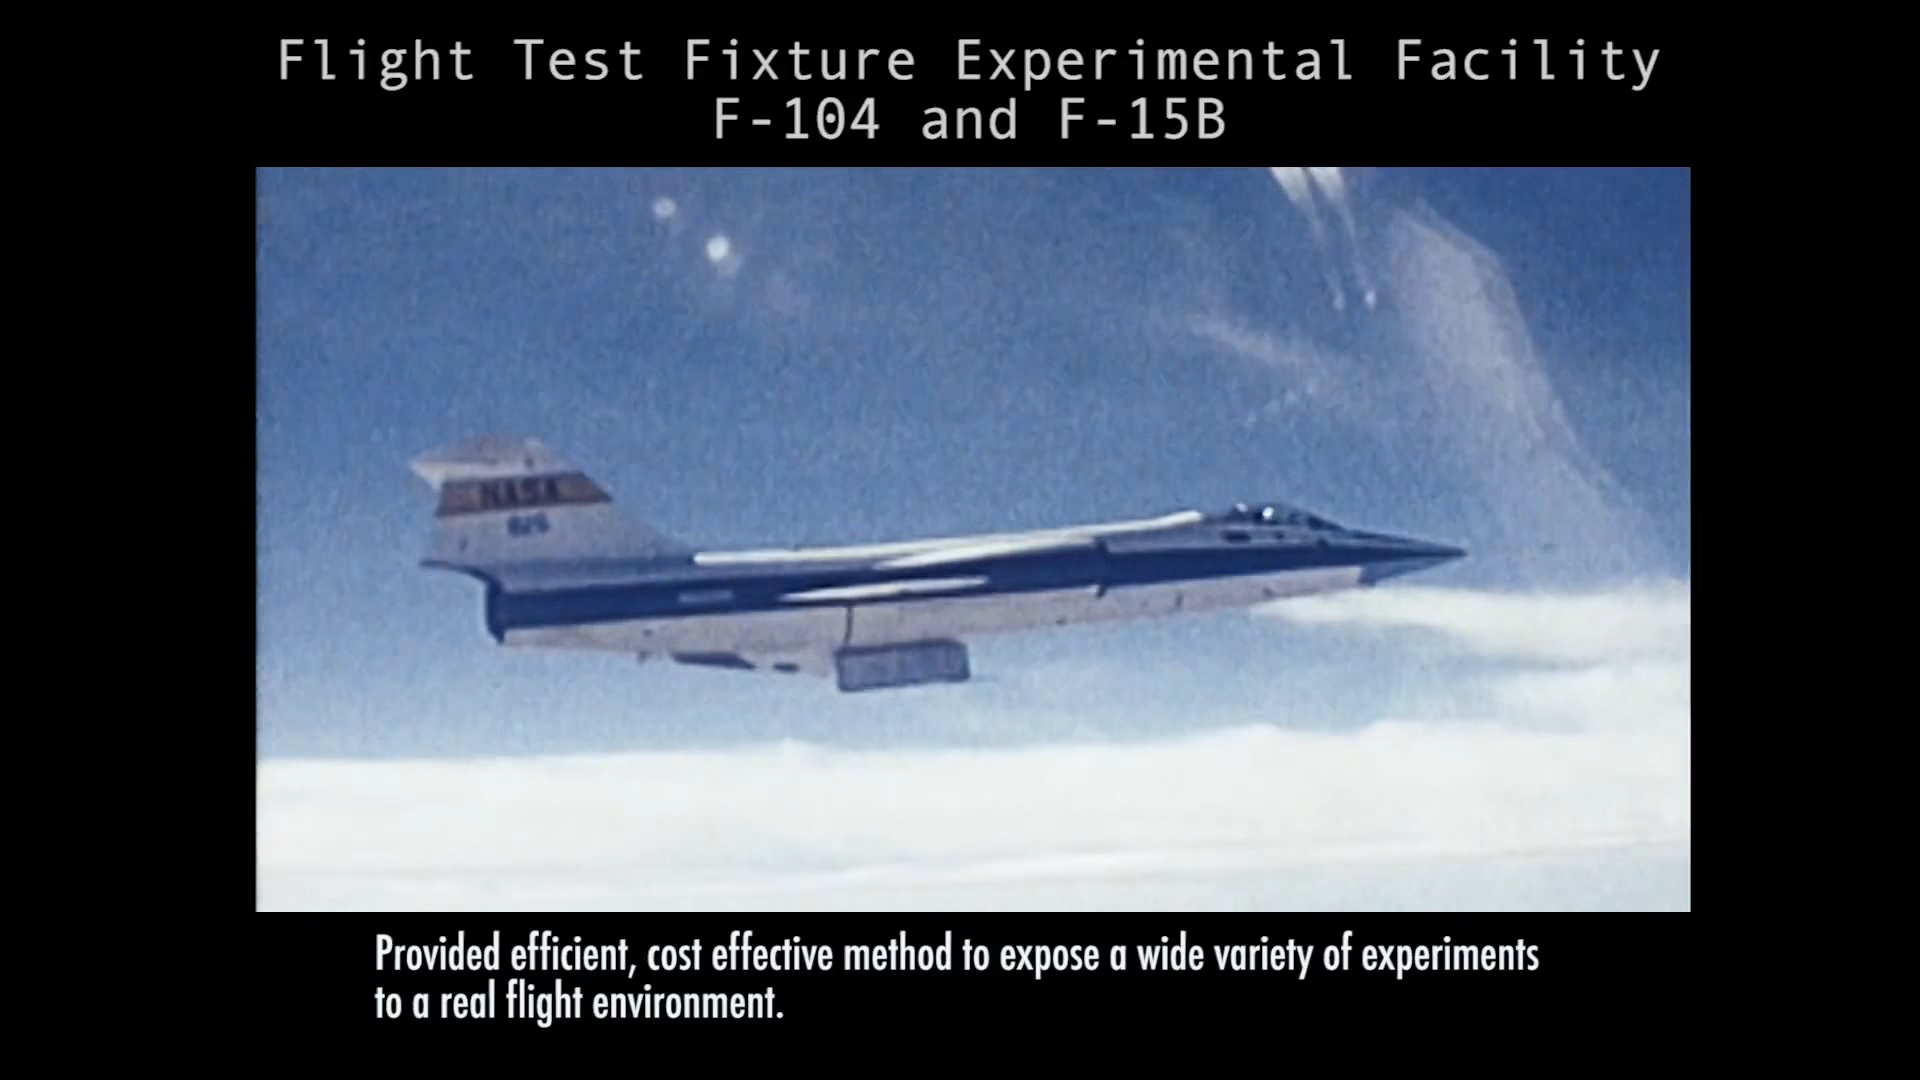 Flight Test Fixture Experimental Facility
F-104 and F-15B
NASA
Provided efficient, cost effective method to expose a wide variety of experiments
to a real flight environment.